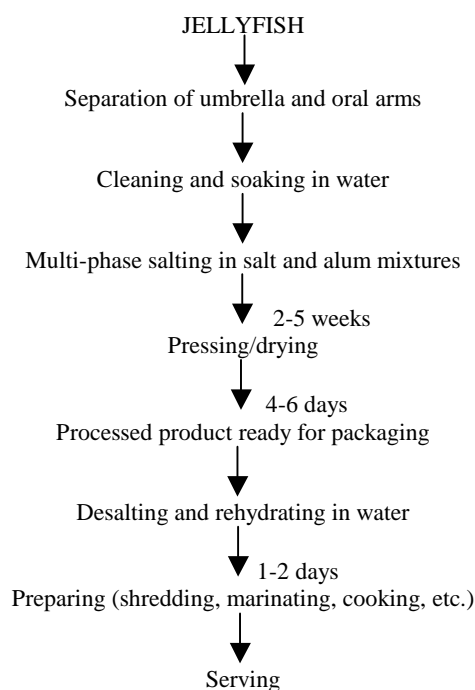 JELLYFISH
Separation of umbrella and oral arms
Cleaning and soaking in water
Multi-phase salting in salt and alum mixtures
2-5 weeks
Pressing/drying
4-6 days
Processed product ready for packaging
Desalting and rehydrating in water
1-2 days
Preparing (shredding, marinating, cooking, etc.)
Serving